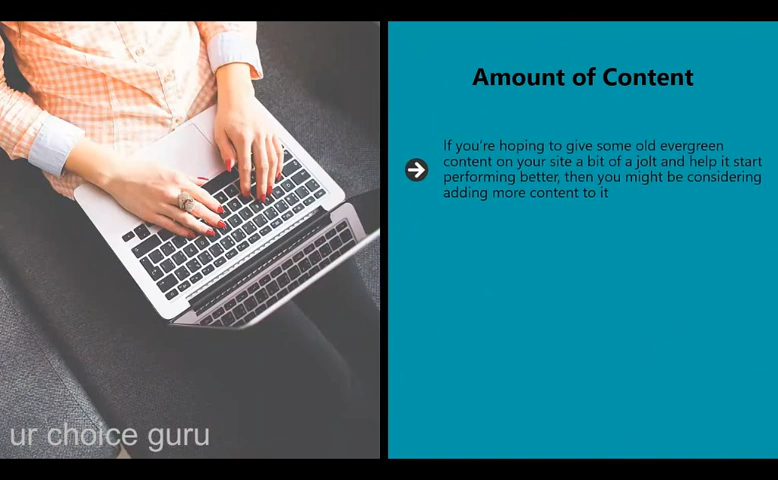 Amount of Content
If you're hoping to give some old evergreen
content on your site a bit of a jolt and help it start
performing better, then you might be considering
adding more content to it
ur choice guru